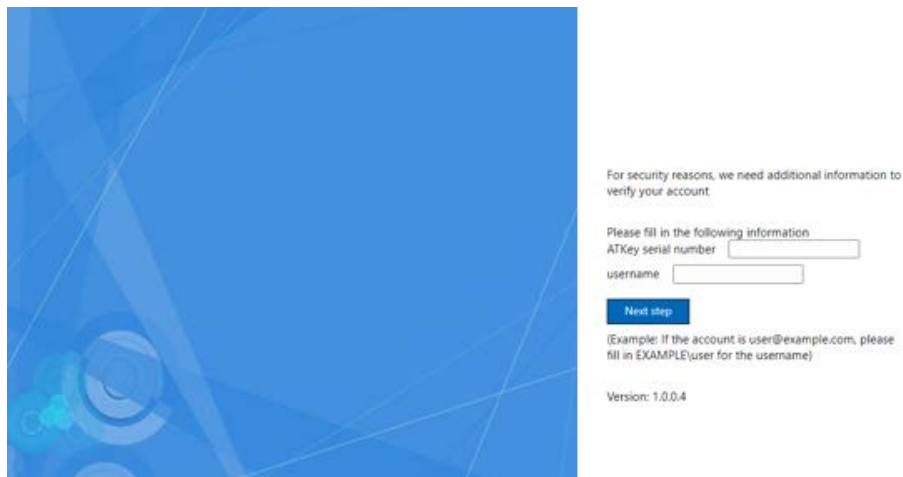 For security reasons, we need additional information to
verify your account
Please fill in the following information
ATKey serial number
username
Next step
(Example: If the account is user@example.com, please
fill in EXAMPLE\user for the username)
Version: 1.0.0.4